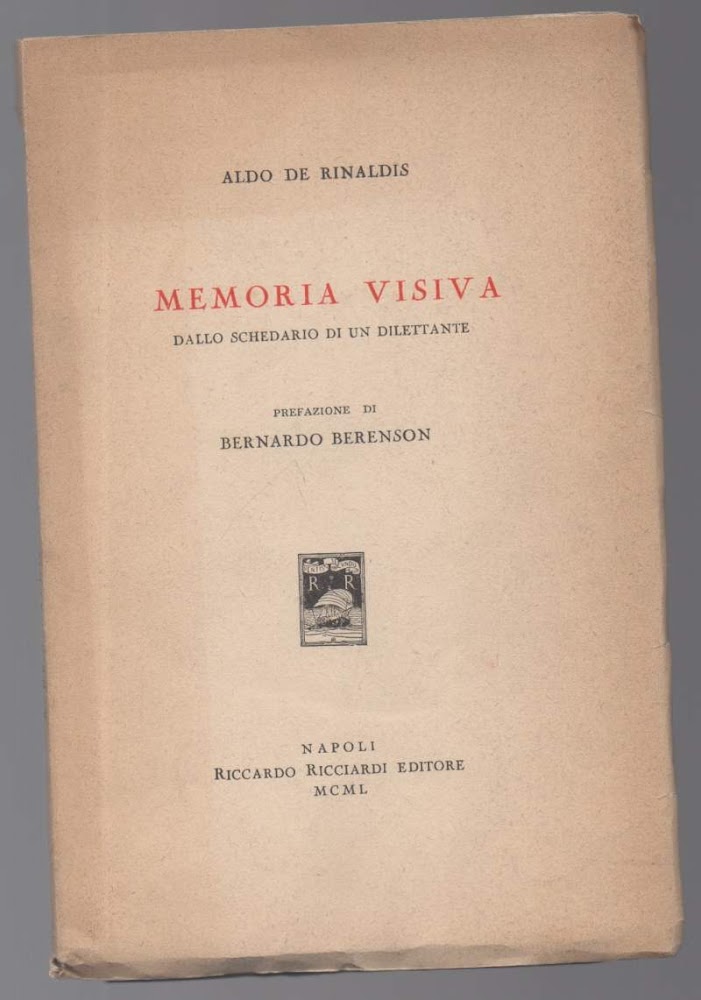 ALDO DE RINALDIS
MEMORIA VISIVA
DALLO SCHEDARIO DI UN DILETTANTE
PREFAZIONE DI
BERNARDO BERENSON
R R
NAPOLI
RICCARDO RICCIARDI EDITORE
MCML